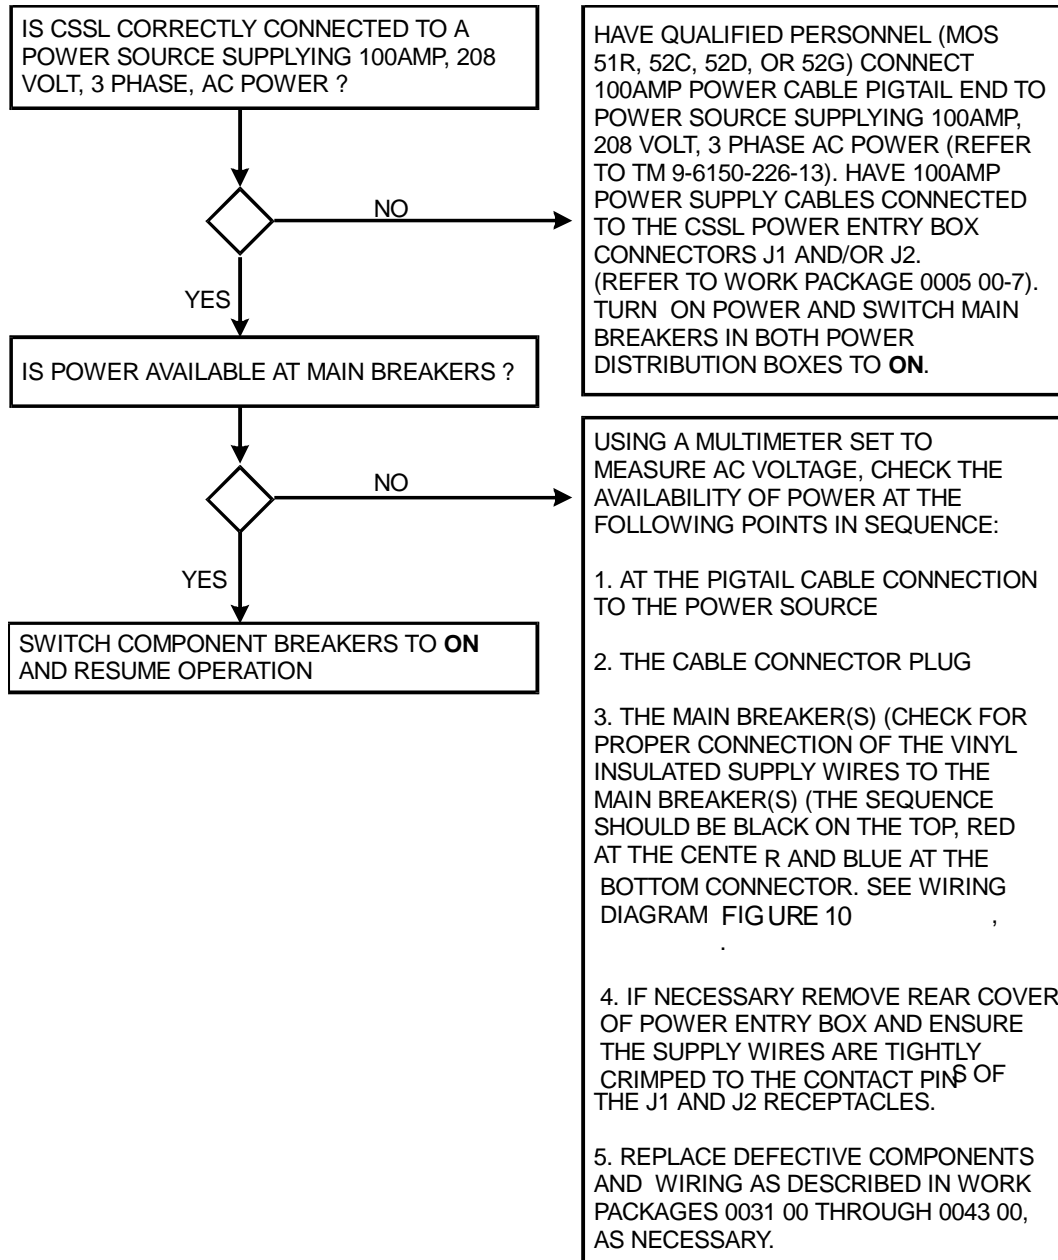 IS CSSL CORRECTLY CONNECTED TO A
POWER SOURCE SUPPLYING 100AMP, 208
VOLT, 3 PHASE, AC POWER ?
NO
YES
IS POWER AVAILABLE AT MAIN BREAKERS ?
NO
YES
SWITCH COMPONENT BREAKERS TO ON
AND RESUME OPERATION
HAVE QUALIFIED PERSONNEL (MOS
51R, 52C, 52D, OR 52G) CONNECT
100AMP POWER CABLE PIGTAIL END TO
POWER SOURCE SUPPLYING 100AMP,
208 VOLT, 3 PHASE AC POWER (REFER
TO TM 9-6150-226-13). HAVE 100AMP
POWER SUPPLY CABLES CONNECTED
TO THE CSSL POWER ENTRY BOX
CONNECTORS J1 AND/OR J2.
(REFER TO WORK PACKAGE 0005 00-7).
TURN ON POWER AND SWITCH MAIN
BREAKERS IN BOTH POWER
DISTRIBUTION BOXES TO ON.
USING A MULTIMETER SET TO
MEASURE AC VOLTAGE, CHECK THE
AVAILABILITY OF POWER AT THE
FOLLOWING POINTS IN SEQUENCE:
1. AT THE PIGTAIL CABLE CONNECTION
TO THE POWER SOURCE
2. THE CABLE CONNECTOR PLUG
3. THE MAIN BREAKER(S) (CHECK FOR
PROPER CONNECTION OF THE VINYL
INSULATED SUPPLY WIRES TO THE
MAIN BREAKER(S) (THE SEQUENCE
SHOULD BE BLACK ON THE TOP, RED
AT THE CENTE R AND BLUE AT THE
BOTTOM CONNECTOR. SEE WIRING
DIAGRAM FIGURE 10 ,
.
4. IF NECESSARY REMOVE REAR COVER
OF POWER ENTRY BOX AND ENSURE
THE SUPPLY WIRES ARE TIGHTLY
CRIMPED TO THE CONTACT PINS OF
THE J1 AND J2 RECEPTACLES.
5. REPLACE DEFECTIVE COMPONENTS
AND WIRING AS DESCRIBED IN WORK
PACKAGES 0031 00 THROUGH 0043 00,
AS NECESSARY.